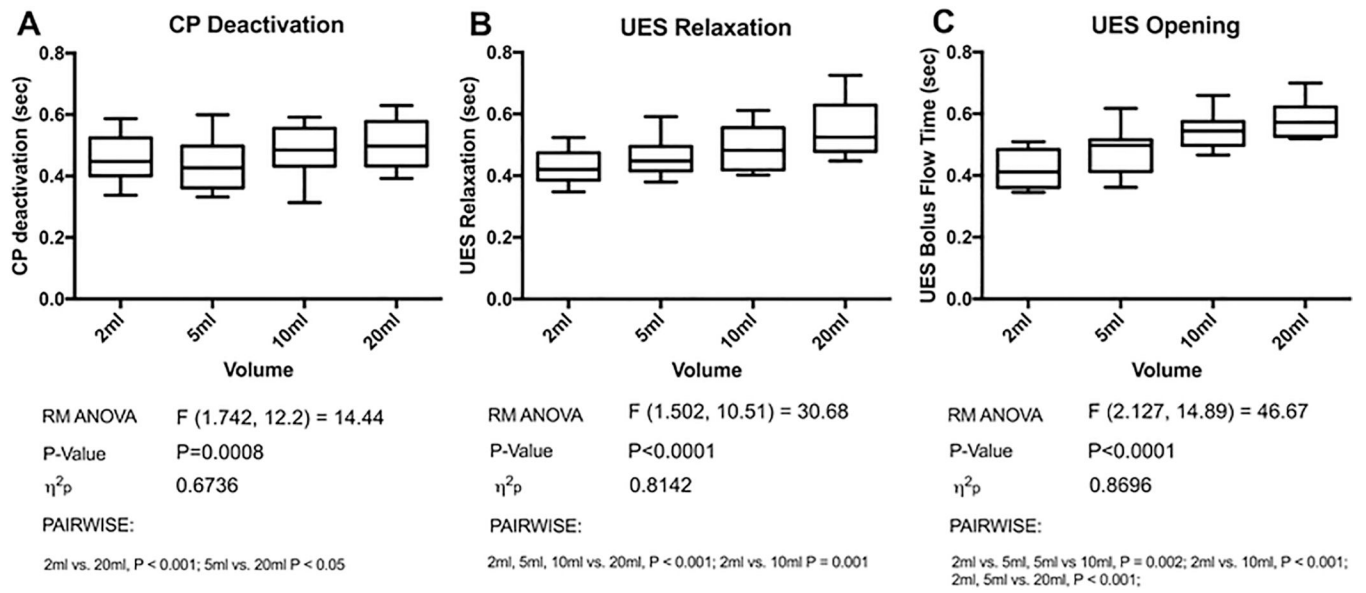 A
CP Deactivation
CP deactivation (sec)
0.8
0.6
0.4
0.2
0.0
2ml
5ml
10ml
20ml
Volume
RM ANOVA F (1.742, 12.2) = 14.44
P-Value P=0.0008
η²p 0.6736
PAIRWISE:
2ml vs. 20ml, P < 0.001; 5ml vs. 20ml P < 0.05
B
UES Relaxation
UES Relaxation (sec)
0.8
0.6
0.4
0.2
0.0
2ml
5ml
10ml
20ml
Volume
RM ANOVA F (1.502, 10.51) = 30.68
P-Value P<0.0001
η²p 0.8142
PAIRWISE:
2ml, 5ml, 10ml vs. 20ml, P < 0.001; 2ml vs. 10ml P = 0.001
C
UES Opening
UES Bolus Flow Time (sec)
0.8
0.6
0.4
0.2
0.0
2ml
5ml
10ml
20ml
Volume
RM ANOVA F (2.127, 14.89) = 46.67
P-Value P<0.0001
η²p 0.8696
PAIRWISE:
2ml vs. 5ml, 5ml vs 10ml, P = 0.002; 2ml vs. 10ml, P < 0.001;
2ml, 5ml vs. 20ml, P < 0.001;